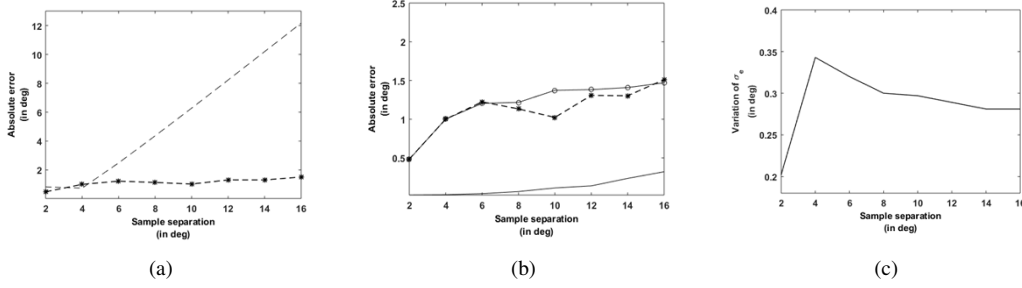 12
10
8
6
4
2
Absolute error
(in deg)
2 4 6 8 10 12 14 16
Sample separation
(in deg)
(a)
2.5
2
1.5
1
0.5
Absolute error
(in deg)
2 4 6 8 10 12 14 16
Sample separation
(in deg)
(b)
0.4
0.35
0.3
0.25
0.2
Variation of σe
(in deg)
2 4 6 8 10 12 14 16
Sample separation
(in deg)
(c)